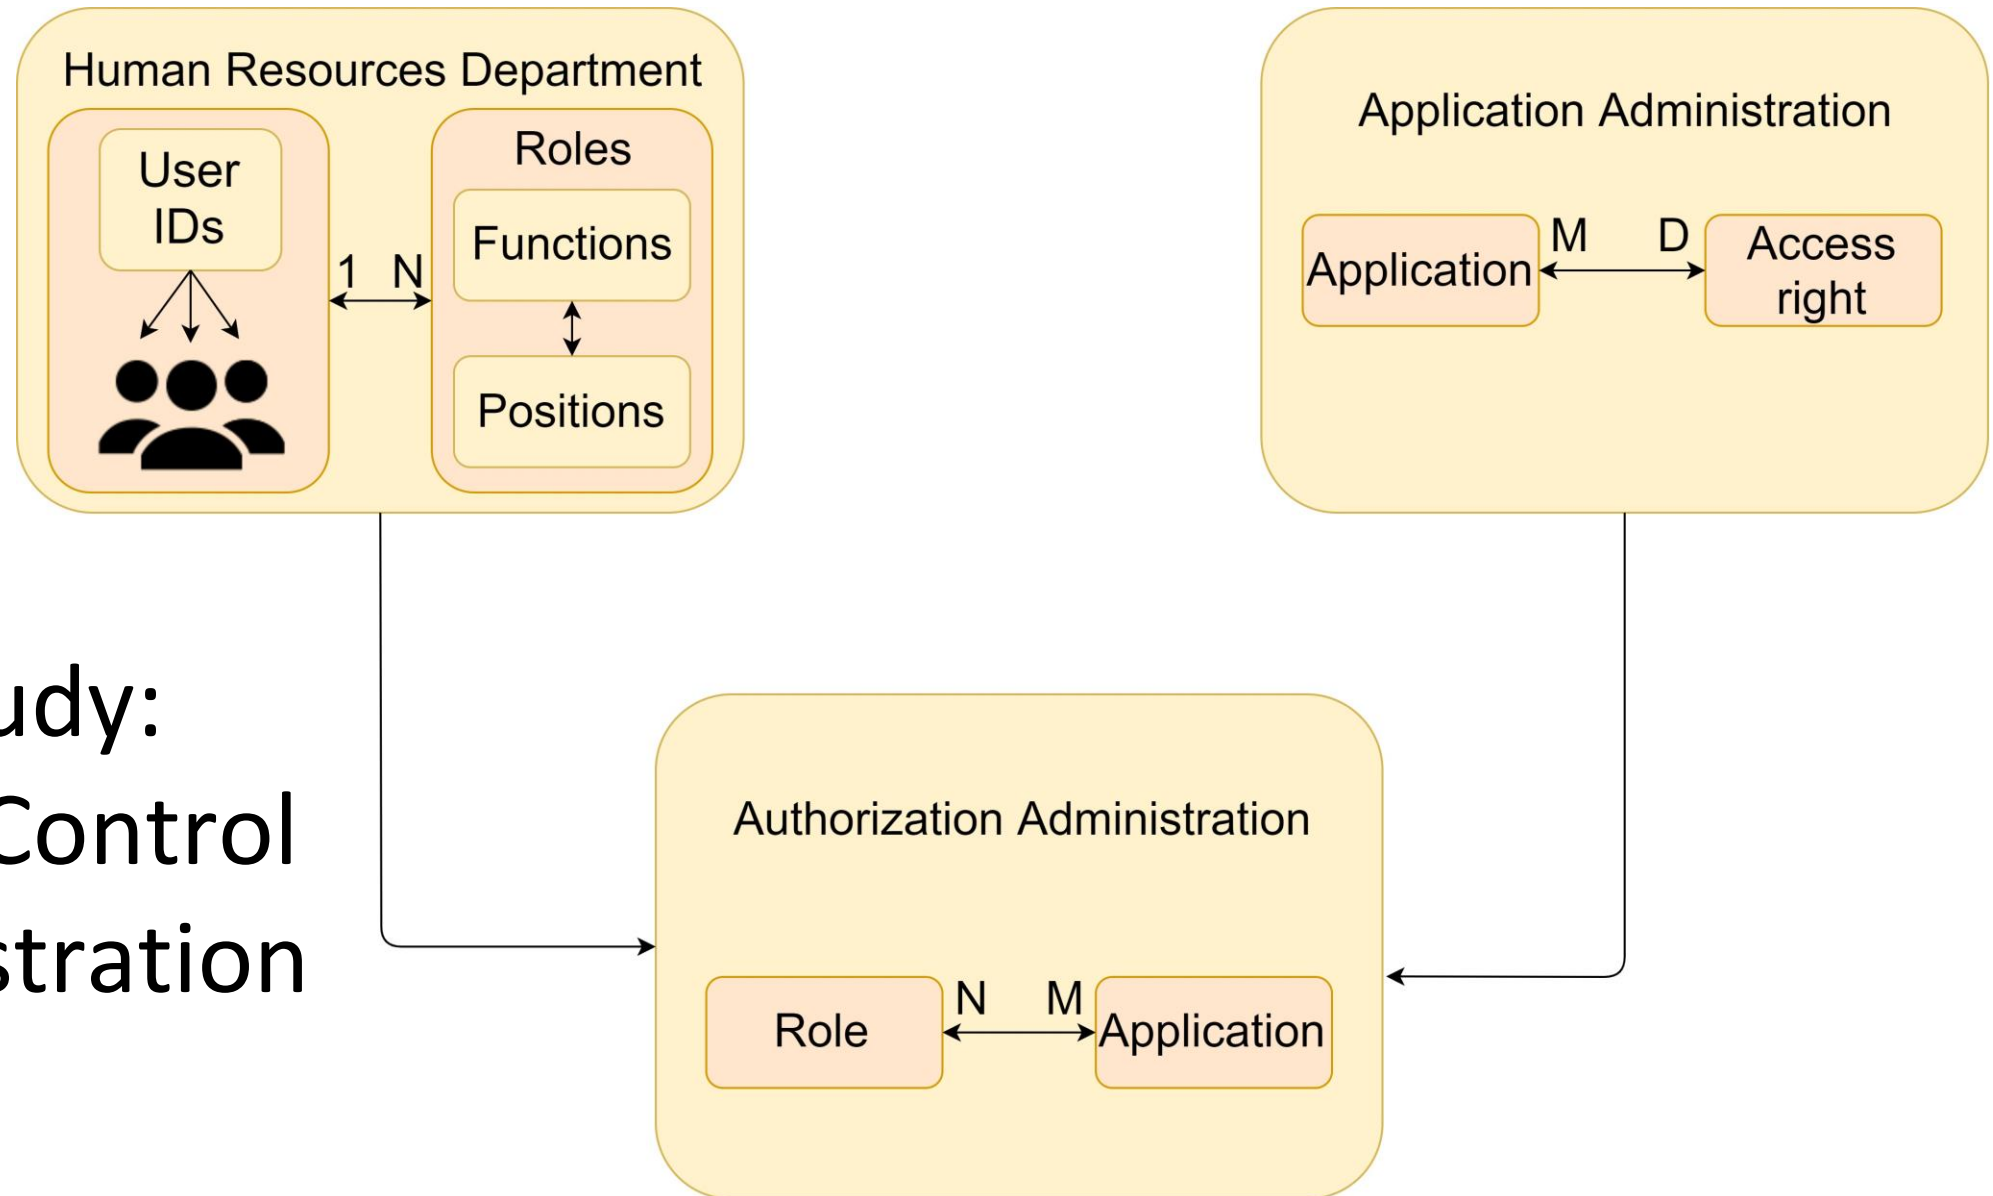 Human Resources Department
User
IDs
1 N
Roles
Functions
Positions
Application Administration
Application
M D
Access
right
udy:
Control
stration
Authorization Administration
Role
N M
Application